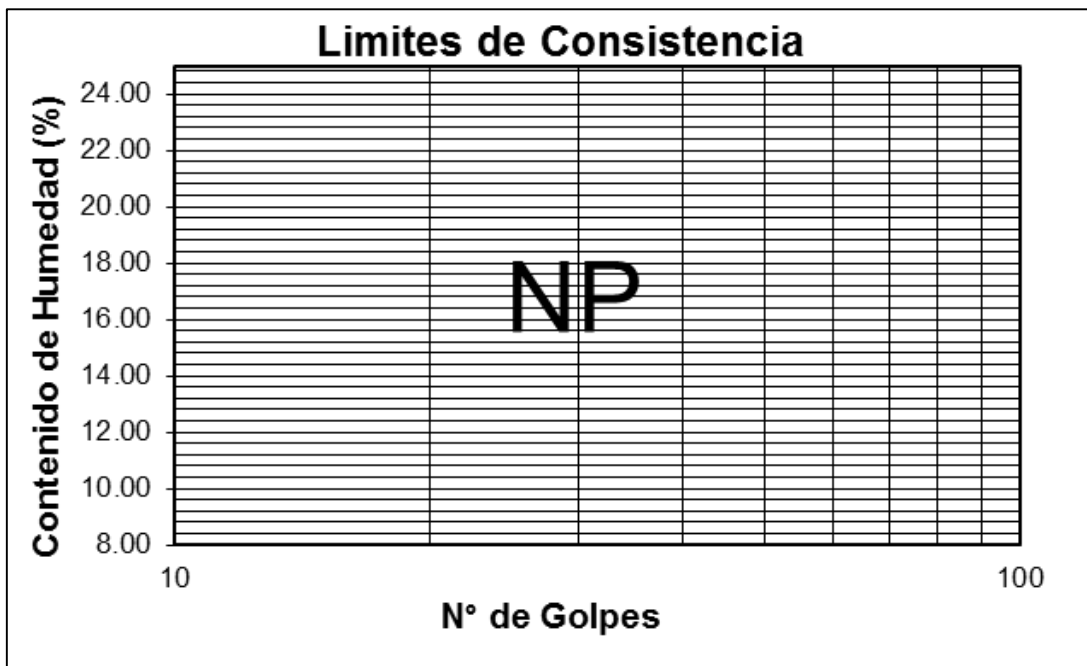 Limites de Consistencia
Contenido de Humedad (%)
24.00
22.00
20.00
18.00
16.00
14.00
12.00
10.00
8.00
NP
10
100
N° de Golpes